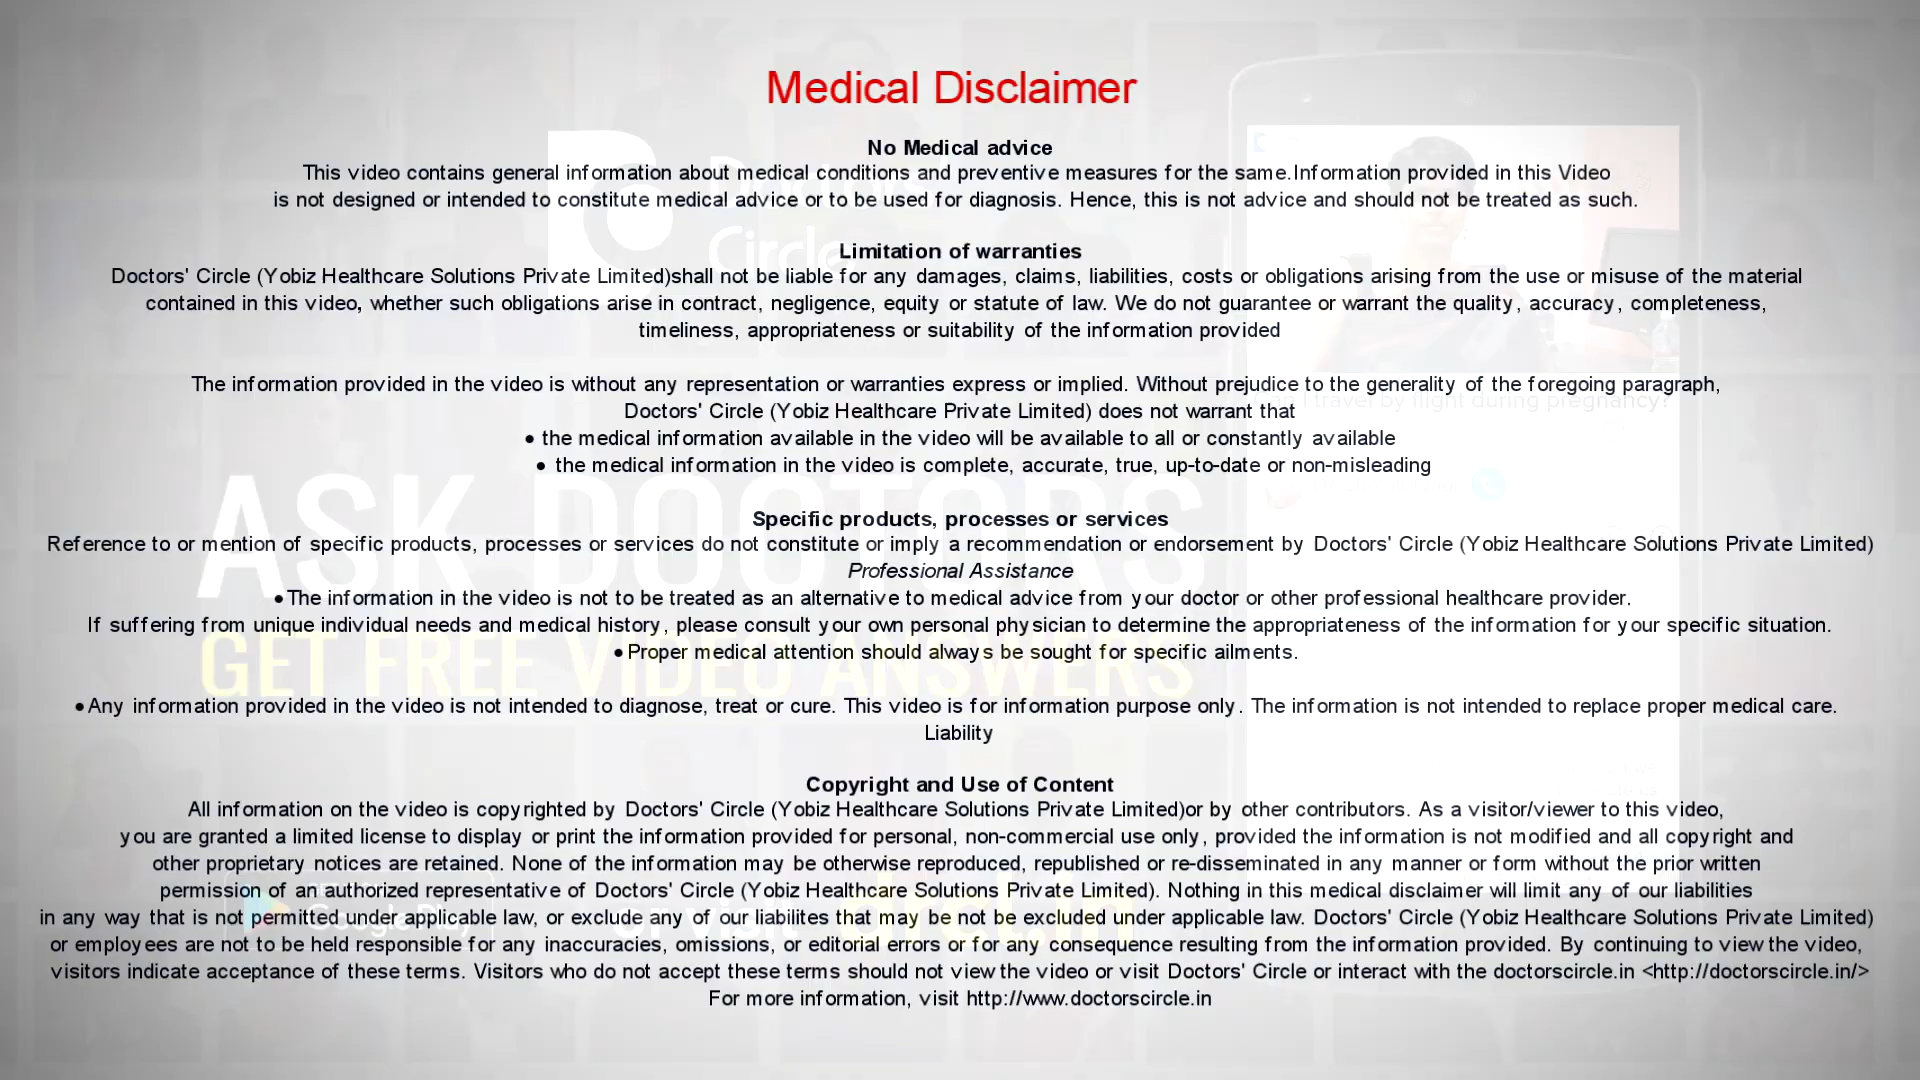 Medical Disclaimer
No Medical advice
This video contains general information about medical conditions and preventive measures for the same.Information provided in this Video
is not designed or intended to constitute medical advice or to be used for diagnosis. Hence, this is not advice and should not be treated as such.
Doctors'
Circle
Limitation of warranties
Doctors' Circle (Yobiz Healthcare Solutions Private Limited)shall not be liable for any damages, claims, liabilities, costs or obligations arising from the use or misuse of the material
contained in this video, whether such obligations arise in contract, negligence, equity or statute of law. We do not guarantee or warrant the quality, accuracy, completeness,
timeliness, appropriateness or suitability of the information provided
The information provided in the video is without any representation or warranties express or implied. Without prejudice to the generality of the foregoing paragraph,
Can I travel by flight during pregnancy?
Doctors' Circle (Yobiz Healthcare Private Limited) does not warrant that
• the medical information available in the video will be available to all or constantly available
• the medical information in the video is complete, accurate, true, up-to-date or non-misleading
ASK DOCTORS
Specific products, processes or services
Reference to or mention of specific products, processes or services do not constitute or imply a recommendation or endorsement by Doctors' Circle (Yobiz Healthcare Solutions Private Limited)
Professional Assistance
•The information in the video is not to be treated as an alternative to medical advice from your doctor or other professional healthcare provider.
If suffering from unique individual needs and medical history, please consult your own personal physician to determine the appropriateness of the information for your specific situation.
•Proper medical attention should always be sought for specific ailments.
GET FREE VIDEO ANSWERS
•Any information provided in the video is not intended to diagnose, treat or cure. This video is for information purpose only. The information is not intended to replace proper medical care.
Liability
Copyright and Use of Content
All information on the video is copyrighted by Doctors' Circle (Yobiz Healthcare Solutions Private Limited)or by other contributors. As a visitor/viewer to this video,
you are granted a limited license to display or print the information provided for personal, non-commercial use only, provided the information is not modified and all copyright and
other proprietary notices are retained. None of the information may be otherwise reproduced, republished or re-disseminated in any manner or form without the prior written
permission of an authorized representative of Doctors' Circle (Yobiz Healthcare Solutions Private Limited). Nothing in this medical disclaimer will limit any of our liabilities
in any way that is not permitted under applicable law, or exclude any of our liabilites that may be not be excluded under applicable law. Doctors' Circle (Yobiz Healthcare Solutions Private Limited)
Google Play
or visit drcl.in
or employees are not to be held responsible for any inaccuracies, omissions, or editorial errors or for any consequence resulting from the information provided. By continuing to view the video,
visitors indicate acceptance of these terms. Visitors who do not accept these terms should not view the video or visit Doctors' Circle or interact with the doctorscircle.in <http://doctorscircle.in/>
For more information, visit http://www.doctorscircle.in